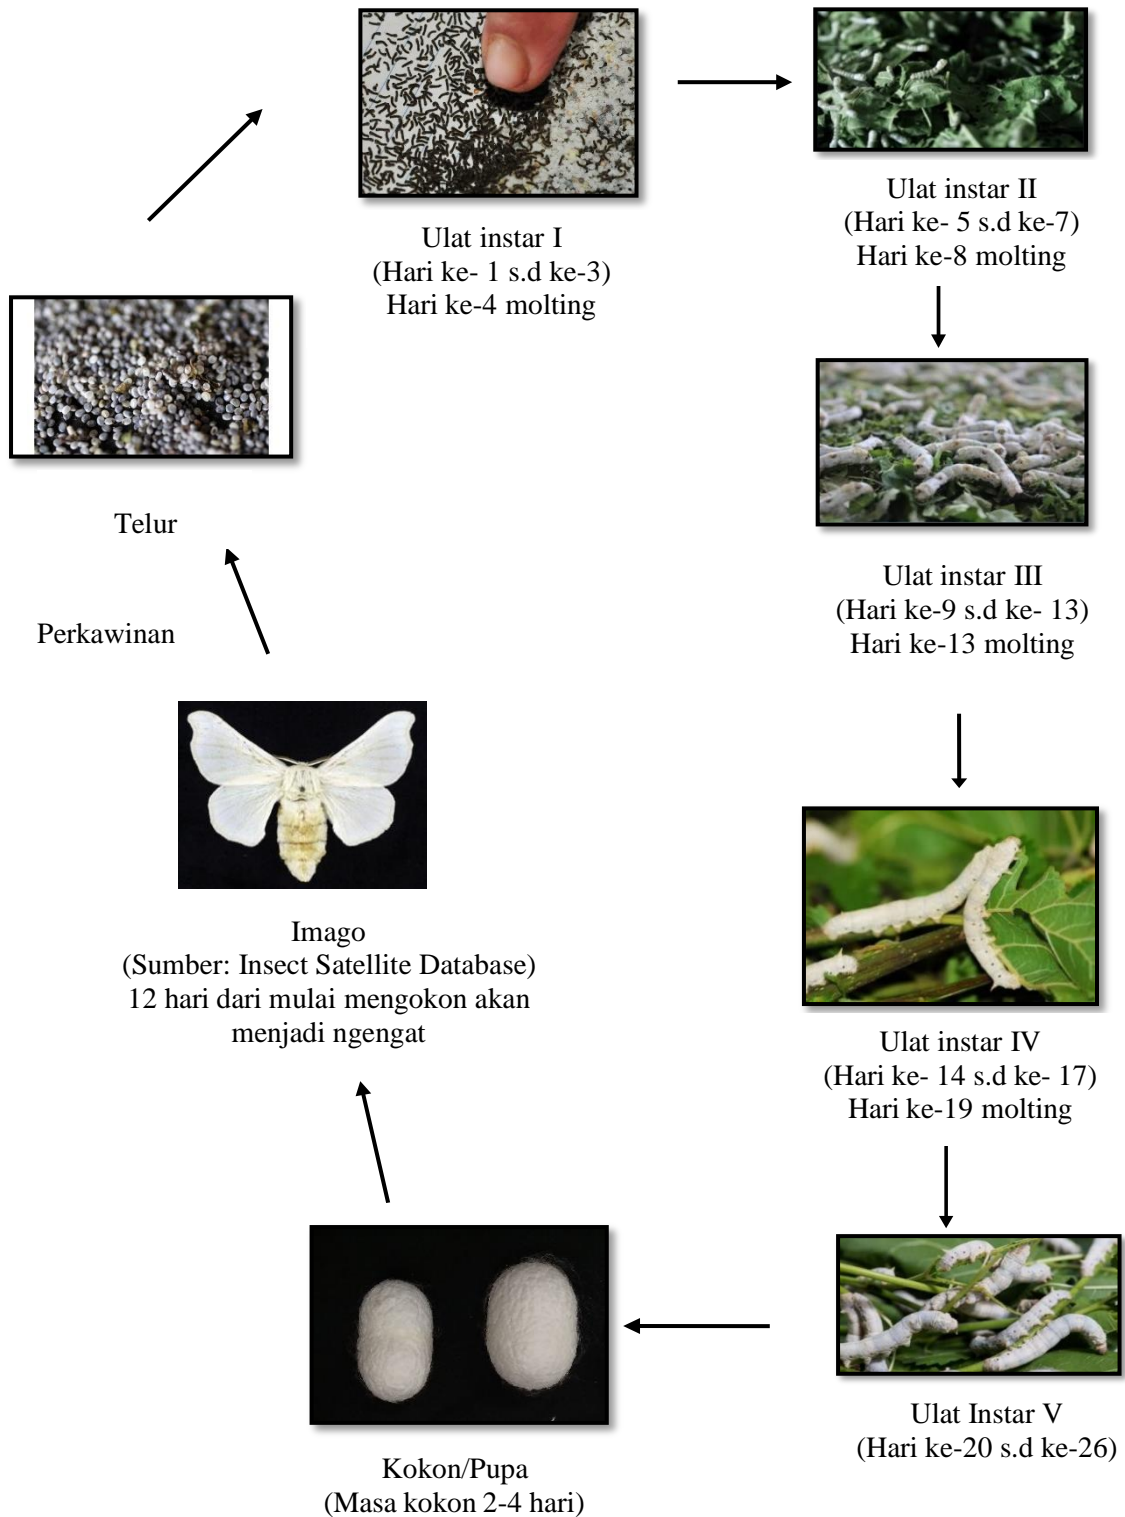 Ulat instar I
(Hari ke- 1 s.d ke-3)
Hari ke-4 molting
Ulat instar II
(Hari ke- 5 s.d ke-7)
Hari ke-8 molting
Ulat instar III
(Hari ke-9 s.d ke- 13)
Hari ke-13 molting
Ulat instar IV
(Hari ke- 14 s.d ke- 17)
Hari ke-19 molting
Ulat Instar V
(Hari ke-20 s.d ke-26)
Kokon/Pupa
(Masa kokon 2-4 hari)
Imago
(Sumber: Insect Satellite Database)
12 hari dari mulai mengokon akan
menjadi ngengat
Perkawinan
Telur